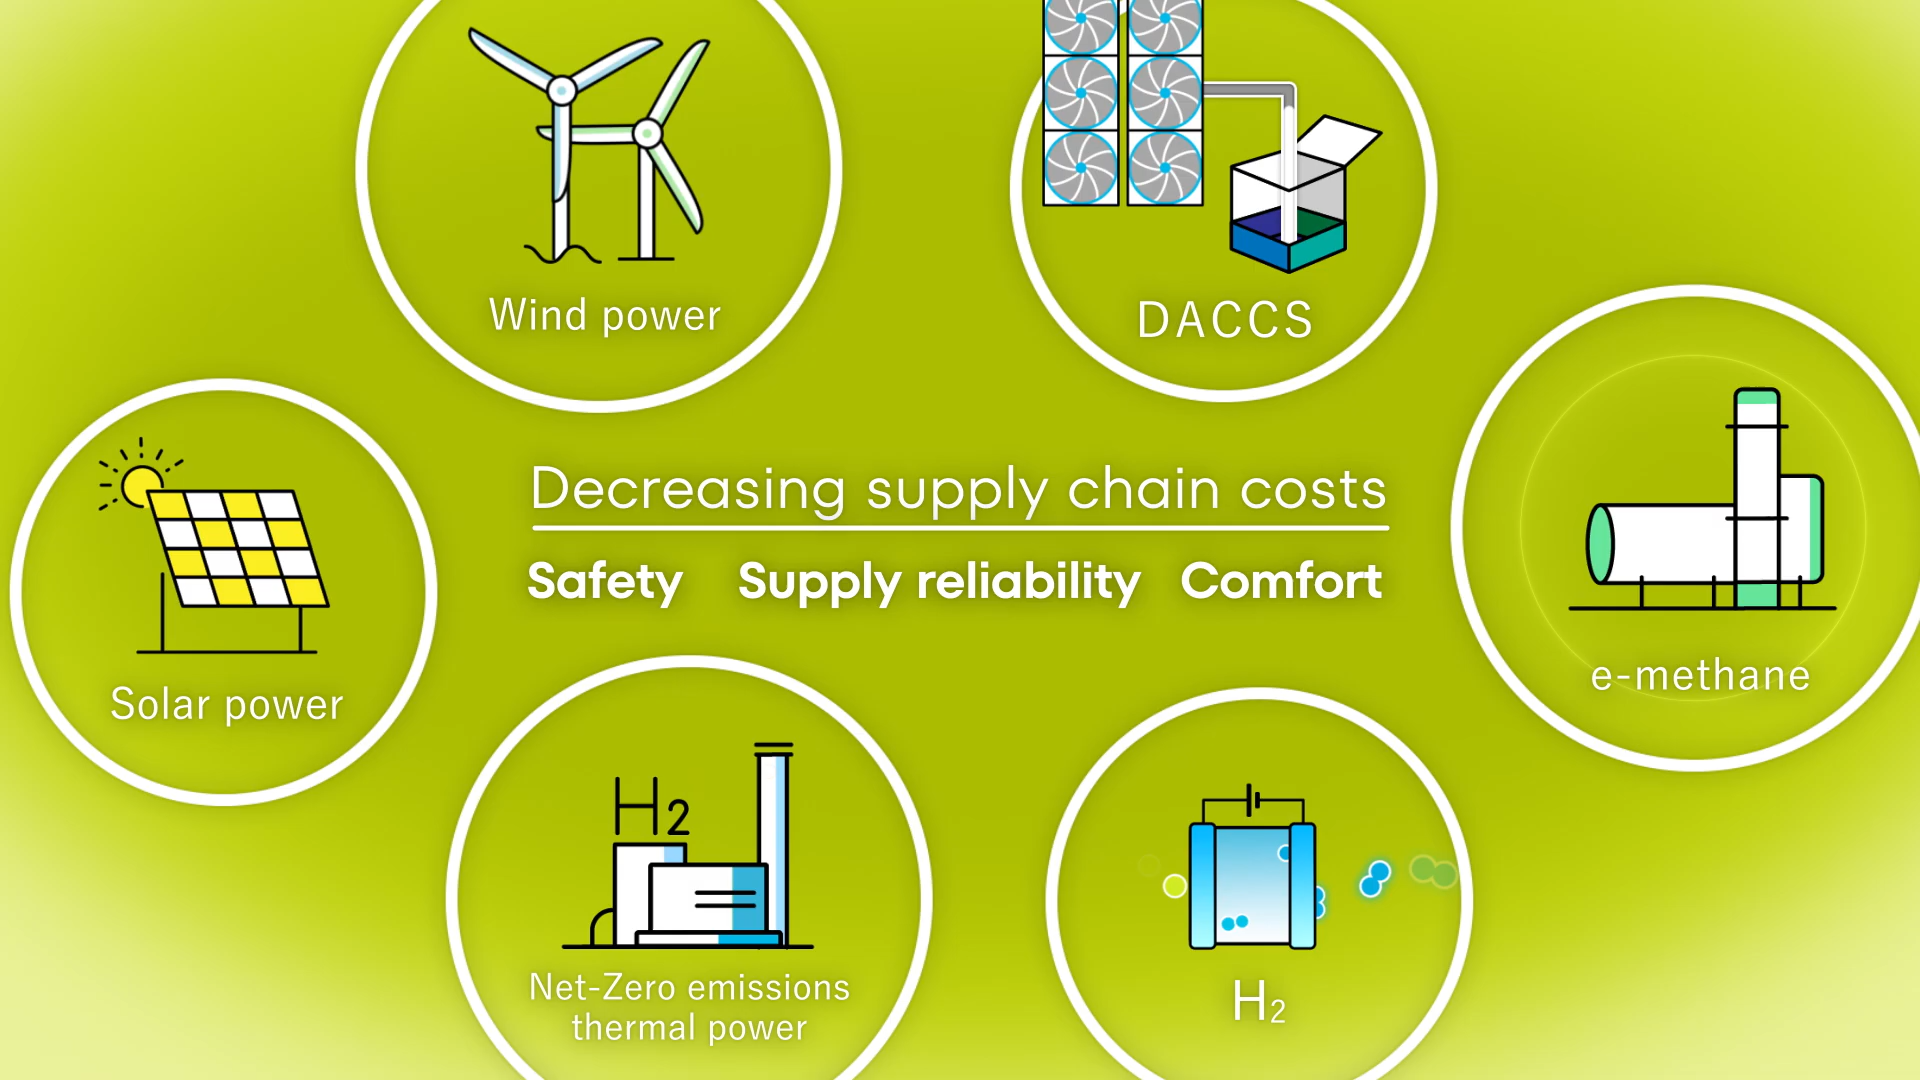 Wind power
DACCS
Solar power
Decreasing supply chain costs
Safety Supply reliability Comfort
e-methane
H2
Net-Zero emissions
thermal power
H2